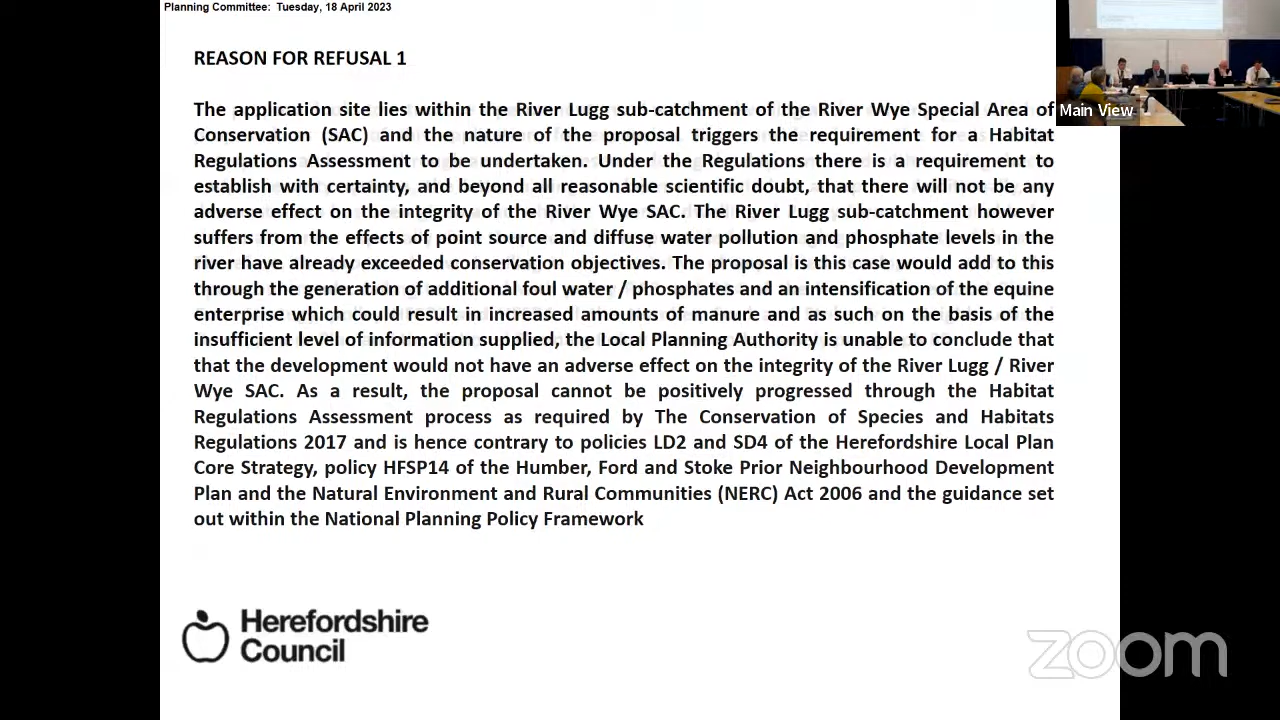 Planning Committee: Tuesday, 18 April 2023
REASON FOR REFUSAL 1
The application site lies within the River Lugg sub-catchment of the River Wye Special Area of
Conservation (SAC) and the nature of the proposal triggers the requirement for a Habitat
Regulations Assessment to be undertaken. Under the Regulations there is a requirement to
establish with certainty, and beyond all reasonable scientific doubt, that there will not be any
adverse effect on the integrity of the River Wye SAC. The River Lugg sub-catchment however
suffers from the effects of point source and diffuse water pollution and phosphate levels in the
river have already exceeded conservation objectives. The proposal is this case would add to this
through the generation of additional foul water / phosphates and an intensification of the equine
enterprise which could result in increased amounts of manure and as such on the basis of the
insufficient level of information supplied, the Local Planning Authority is unable to conclude that
that the development would not have an adverse effect on the integrity of the River Lugg / River
Wye SAC. As a result, the proposal cannot be positively progressed through the Habitat
Regulations Assessment process as required by The Conservation of Species and Habitats
Regulations 2017 and is hence contrary to policies LD2 and SD4 of the Herefordshire Local Plan
Core Strategy, policy HFSP14 of the Humber, Ford and Stoke Prior Neighbourhood Development
Plan and the Natural Environment and Rural Communities (NERC) Act 2006 and the guidance set
out within the National Planning Policy Framework
Main View
Herefordshire
Council
zoom